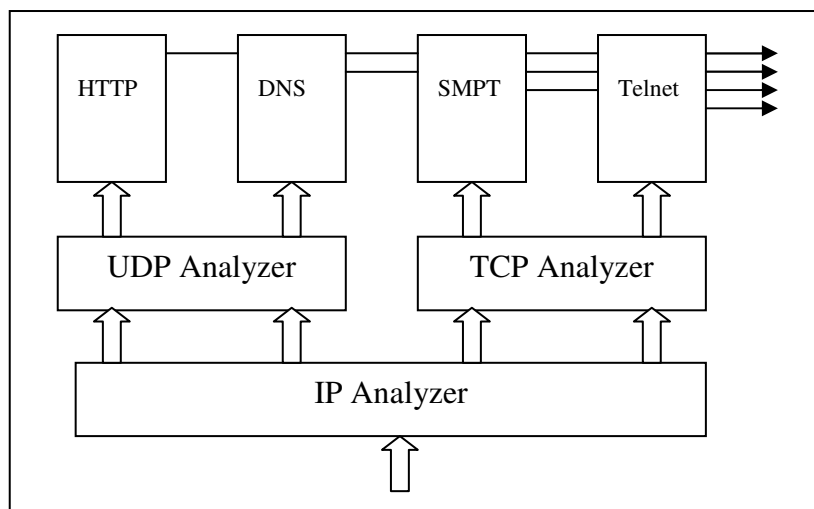 HTTP
DNS
SMPT
Telnet
UDP Analyzer
TCP Analyzer
IP Analyzer